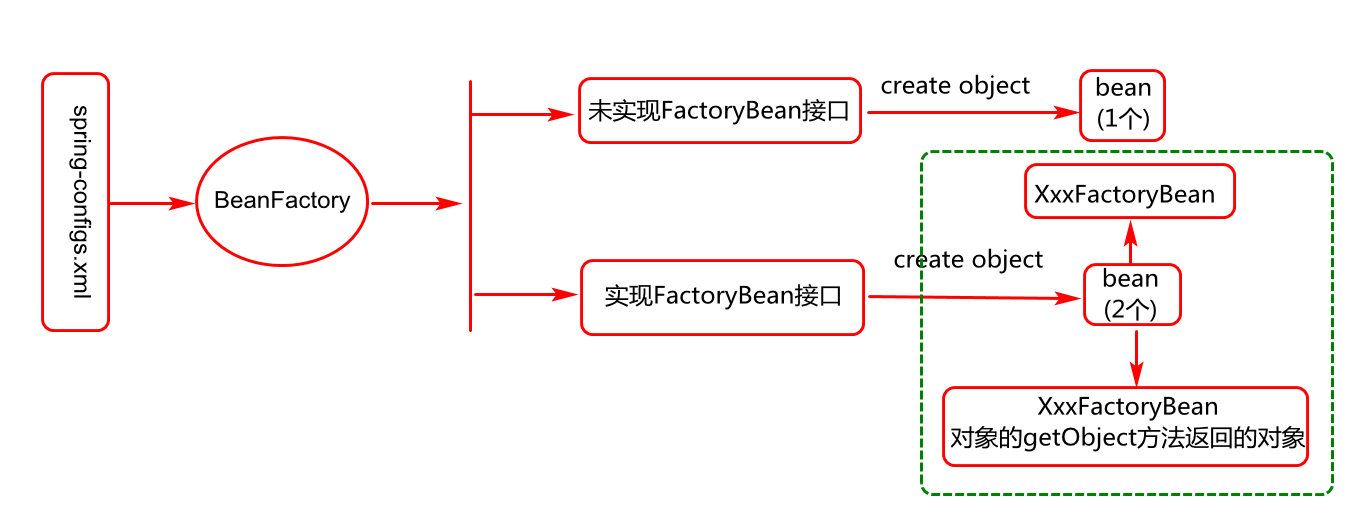 spring-configs.xml
BeanFactory
未实现FactoryBean接口
create object
bean
(1个)
实现FactoryBean接口
create object
XxxFactoryBean
bean
(2个)
XxxFactoryBean
对象的getObject方法返回的对象